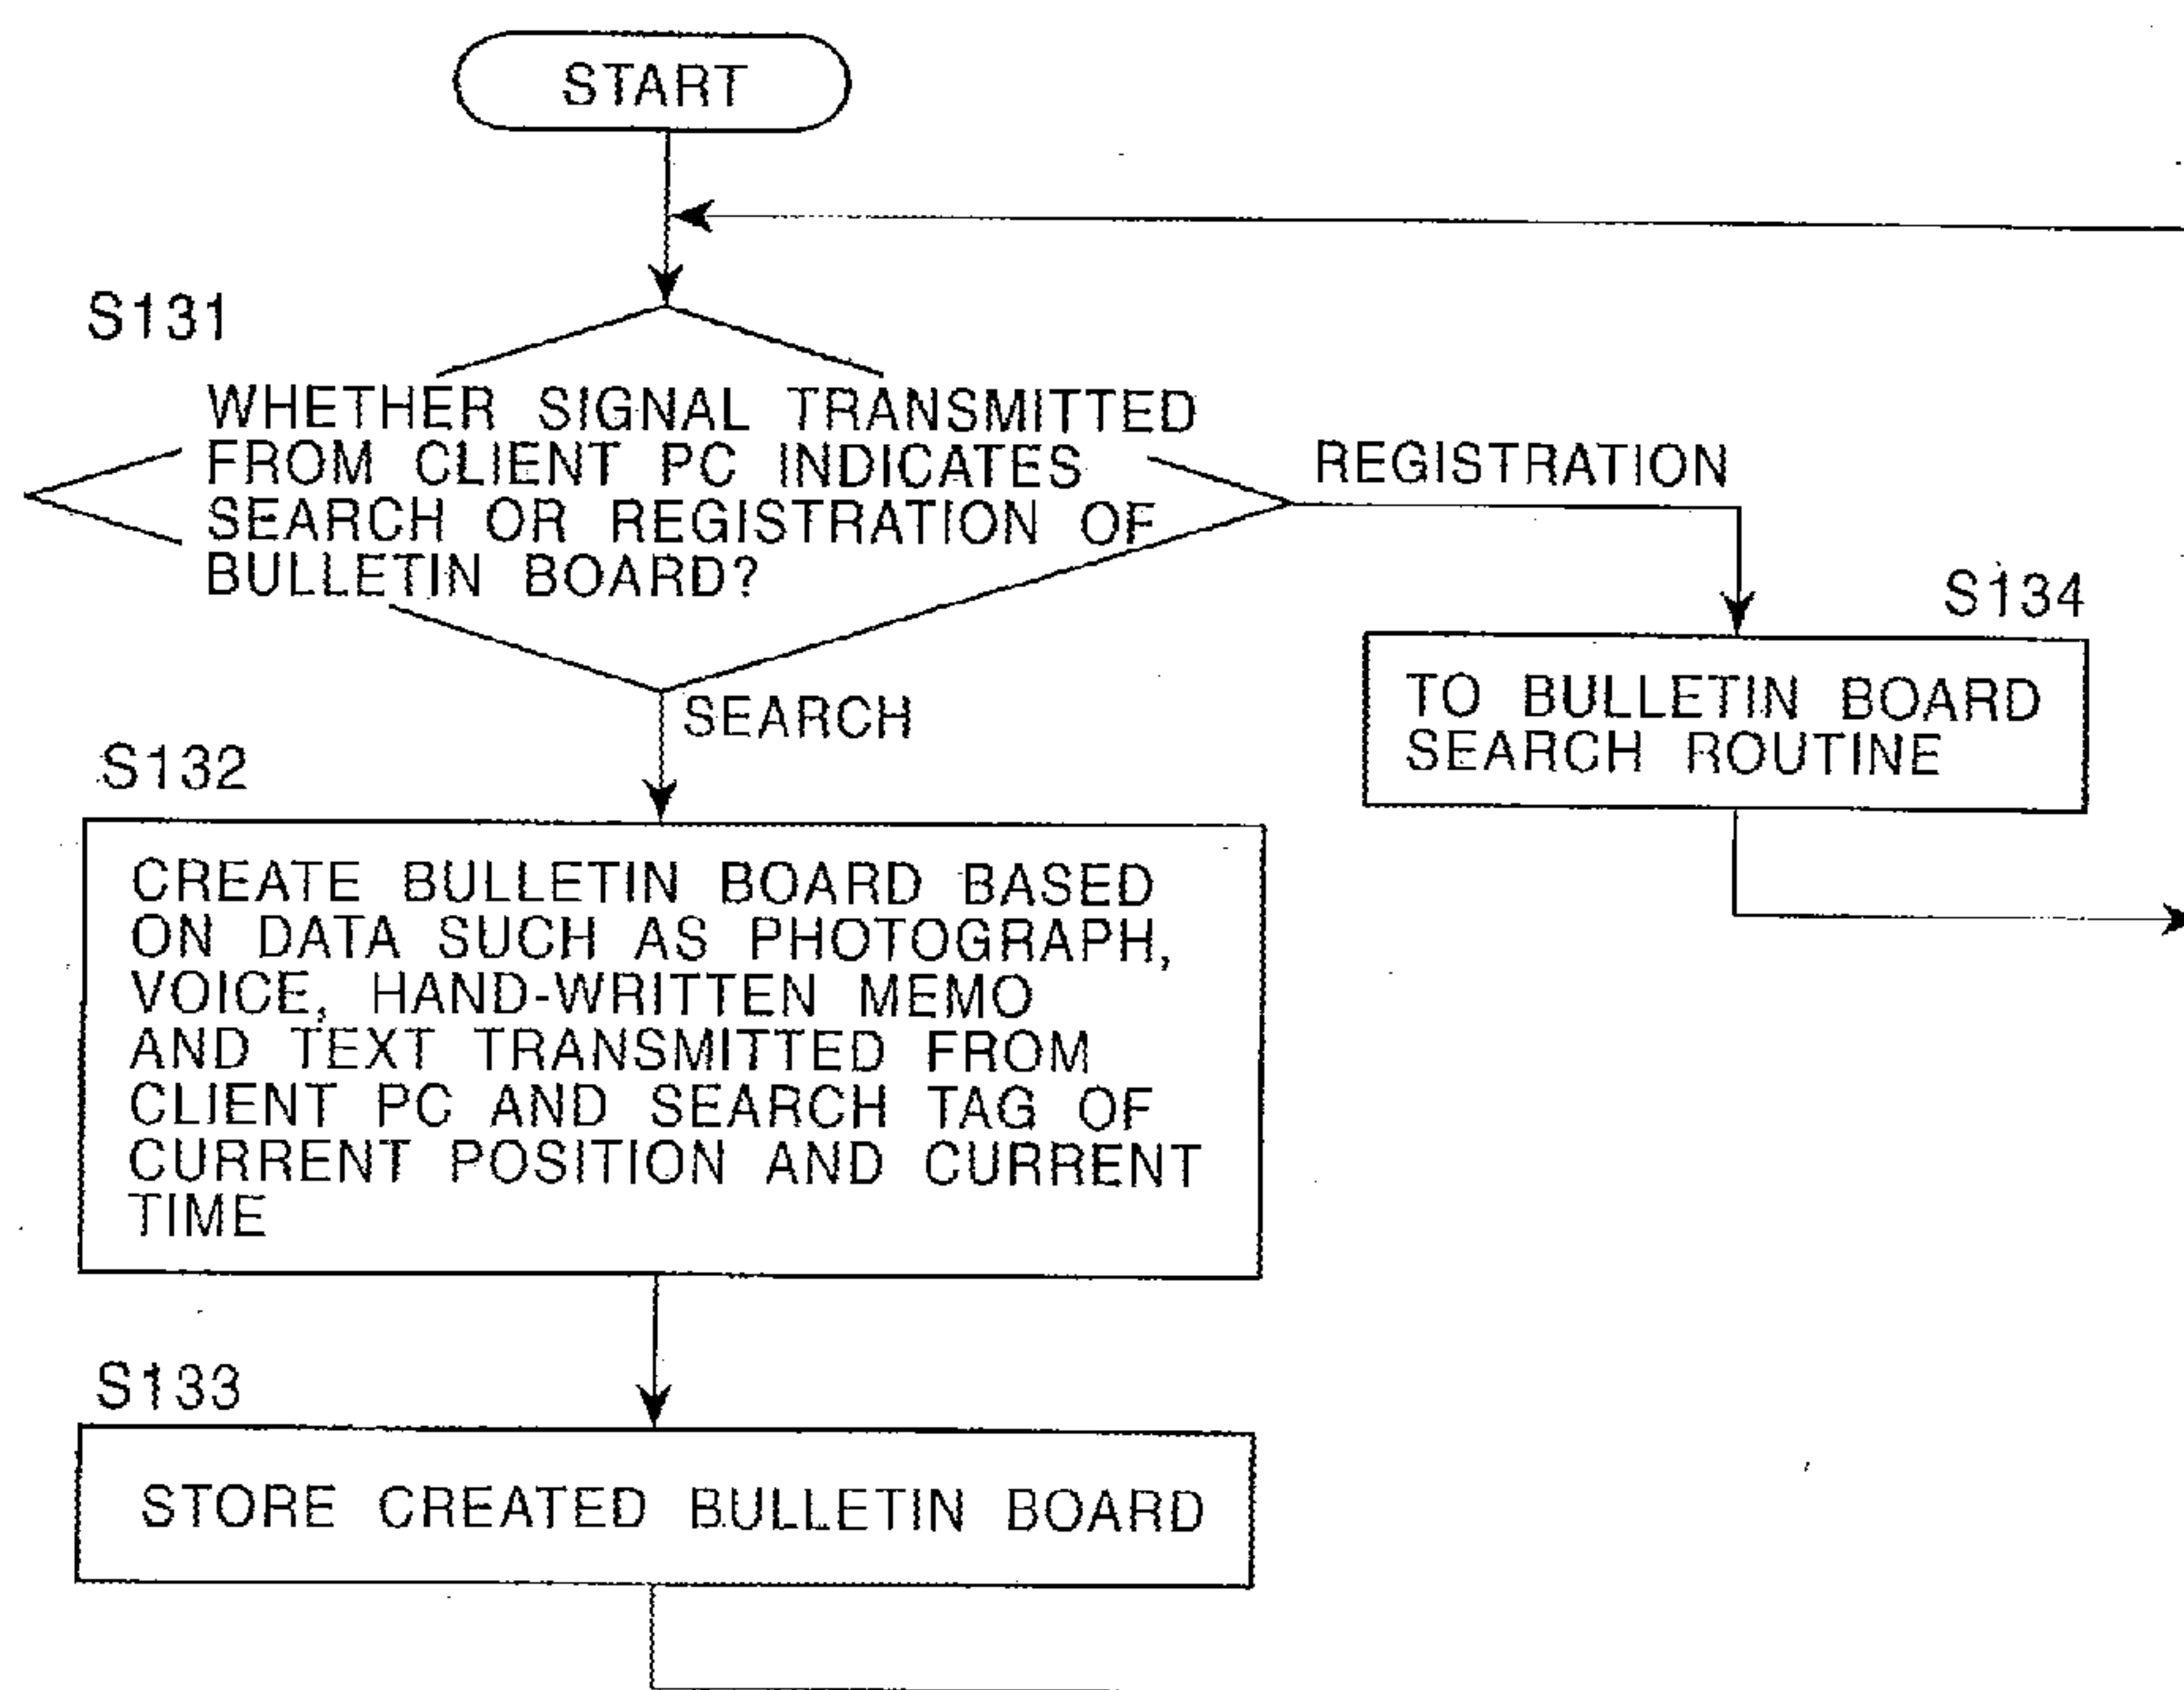 START
S131
WHETHER SIGNAL TRANSMITTED
FROM CLIENT PC INDICATES
SEARCH OR REGISTRATION OF
BULLETIN BOARD?
REGISTRATION
SEARCH
S134
TO BULLETIN BOARD
SEARCH ROUTINE
S132
CREATE BULLETIN BOARD BASED
ON DATA SUCH AS PHOTOGRAPH,
VOICE, HAND-WRITTEN MEMO
AND TEXT TRANSMITTED FROM
CLIENT PC AND SEARCH TAG OF
CURRENT POSITION AND CURRENT
TIME
S133
STORE CREATED BULLETIN BOARD